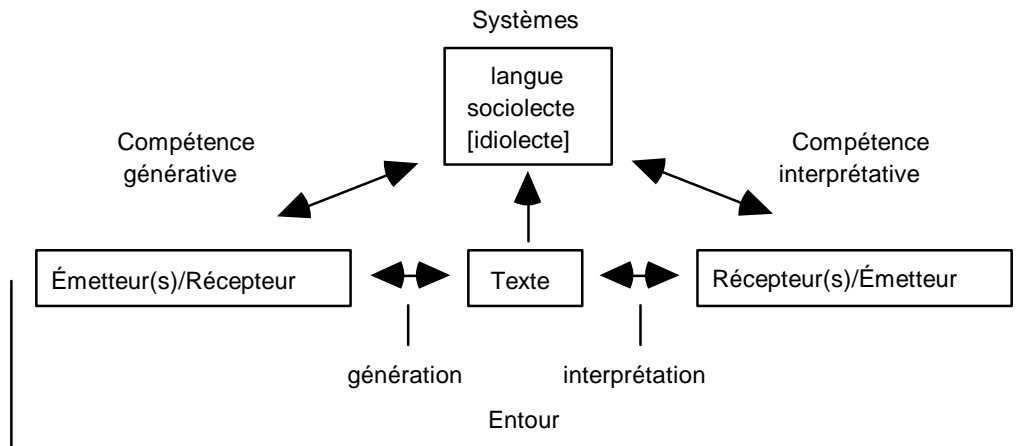 Systèmes
langue
sociolecte
[idiolecte]
Compétence
générative
Compétence
interprétative
Émetteur(s)/Récepteur
Texte
Récepteur(s)/Émetteur
génération
interprétation
Entour